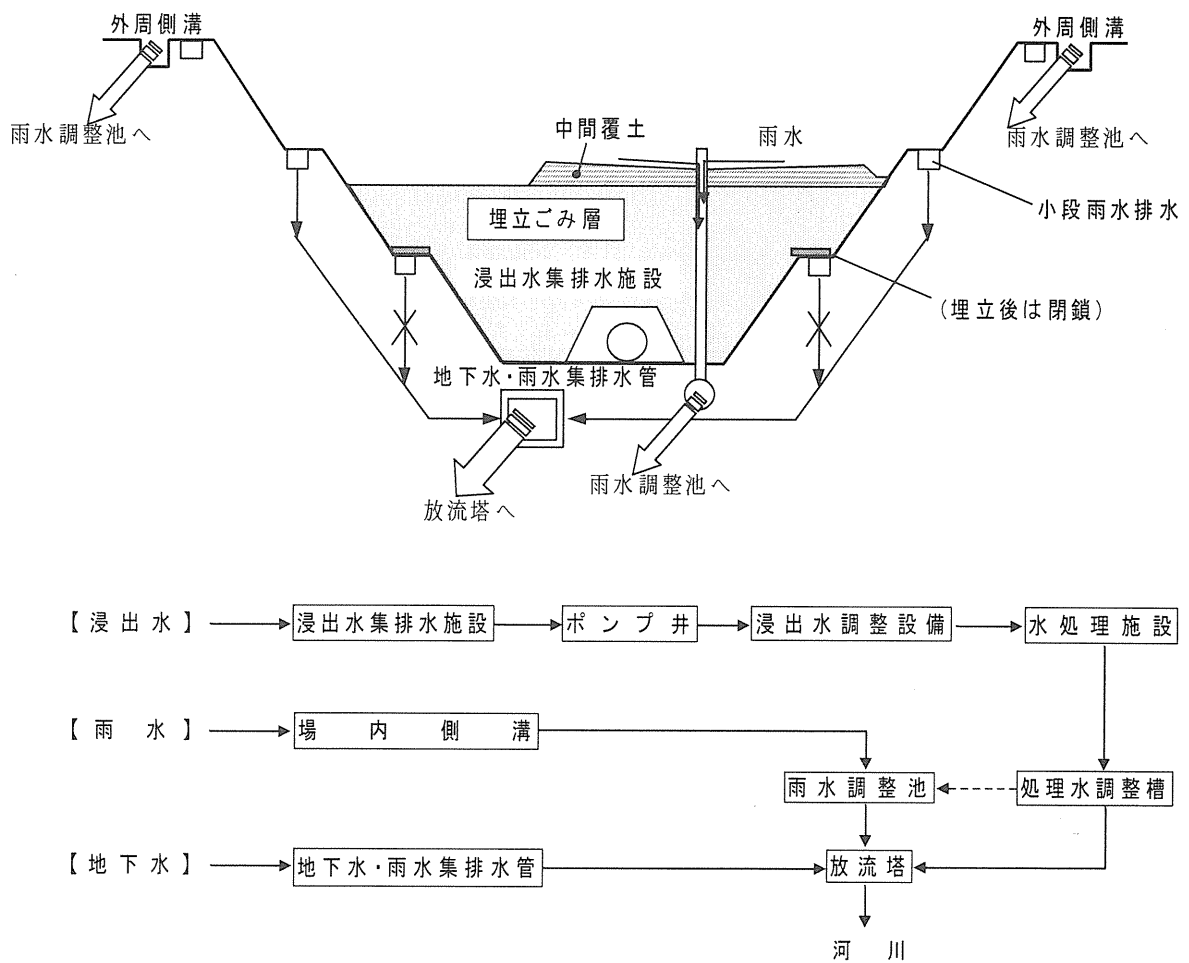 外周側溝
外周側溝
雨水調整池へ
中間覆土
雨水
雨水調整池へ
小段雨水排水
埋立ごみ層
浸出水集排水施設
(埋立後は閉鎖)
地下水・雨水集排水管
雨水調整池へ
放流塔へ
【浸出水】
浸出水集排水施設
ポンプ井
浸出水調整設備
水処理施設
【雨水】
場内側溝
雨水調整池
処理水調整槽
【地下水】
地下水・雨水集排水管
放流塔
河川